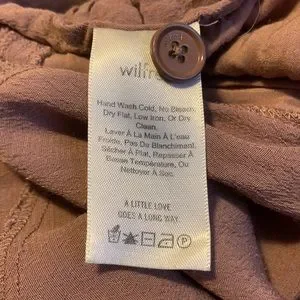 wilfr
Hand Wash Cold, No Bleach,
Dry Flat, Low Iron, Or Dry
Clean.
Laver À La Main À L'eau
Froide, Pas De Blanchiment,
Sécher À Plat, Repasser À
Basse Température, Ou
Nettoyer À Sec.
A LITTLE LOVE
GOES A LONG WAY
P